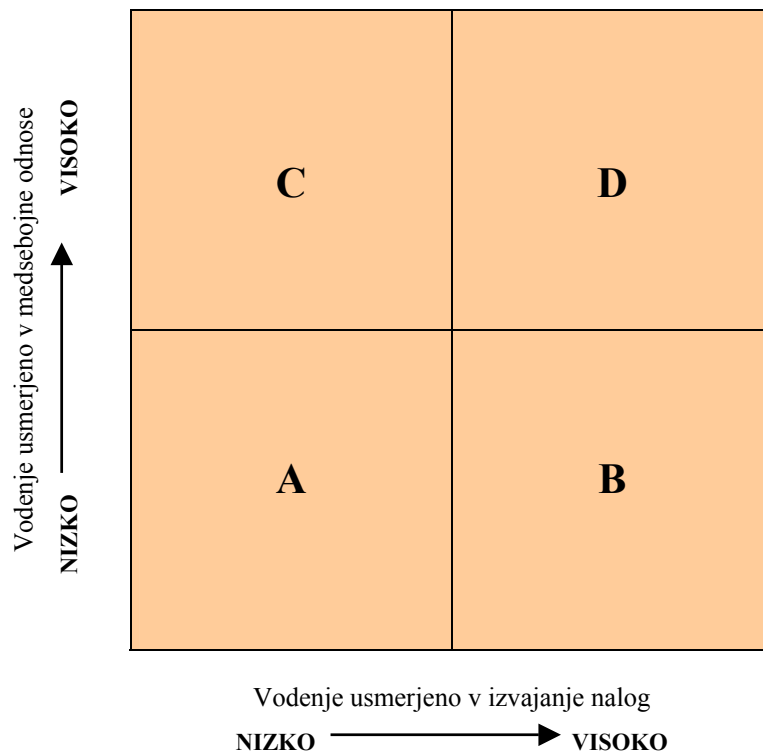 Vodenje usmerjeno v medsebojne odnose
VISOKO
NIZKO
C
D
A
B
Vodenje usmerjeno v izvajanje nalog
NIZKO
VISOKO